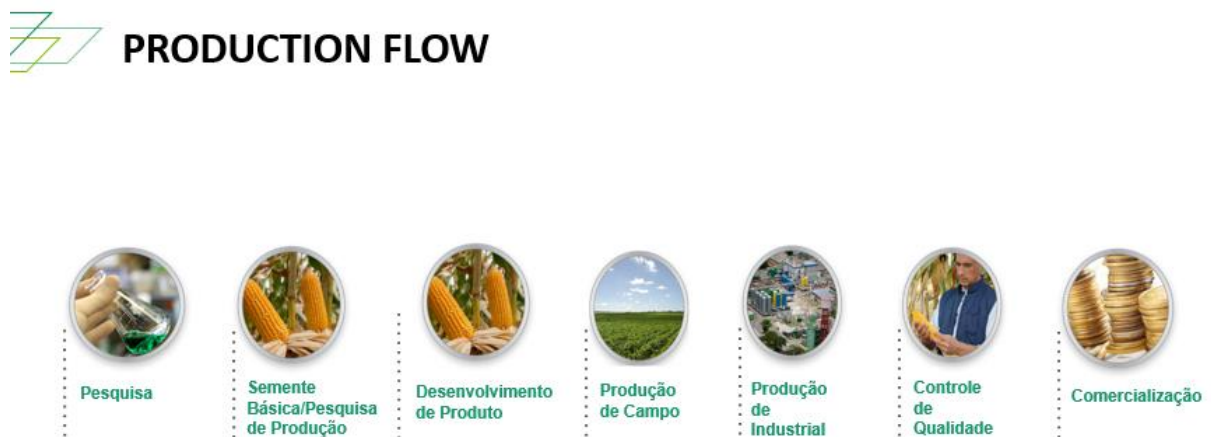 PRODUCTION FLOW
Pesquisa
Semente
Básica/Pesquisa
de Produção
Desenvolvimento
de Produto
Produção
de Campo
Produção
de
Industrial
Controle
de
Qualidade
Comercialização